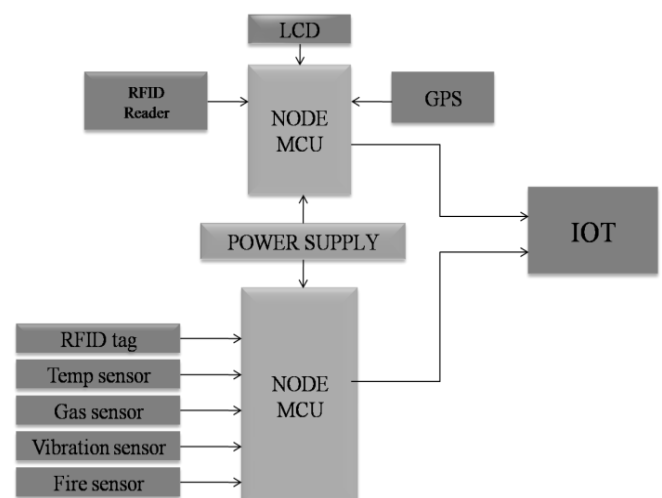 LCD
RFID
Reader
NODE
MCU
GPS
POWER SUPPLY
IOT
RFID tag
Temp sensor
Gas sensor
Vibration sensor
Fire sensor
NODE
MCU